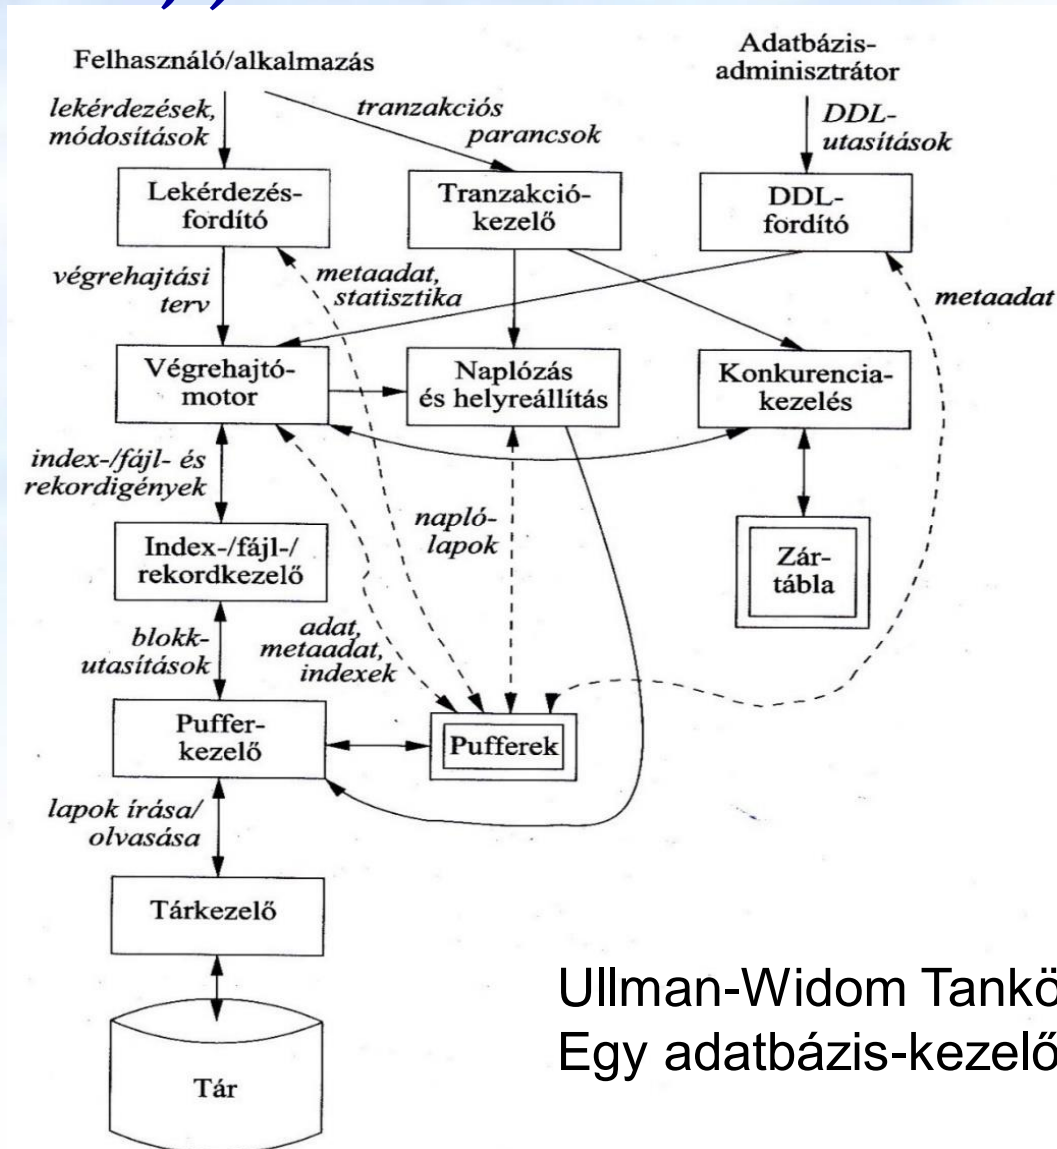 Felhasználó/alkalmazás
Adatbázis-
adminisztrátor
lekérdezések,
módosítások
tranzakciós
parancsok
DDL-
utasítások
Lekérdezés-
fordító
Tranzakció-
kezelő
DDL-
fordító
végrehajtási
terv
metaadat,
statisztika
metaadat
Végrehajtó-
motor
Naplózás
és helyreállítás
Konkurencia-
kezelés
index-/fájl- és
rekordigények
napló-
lapok
Index-/fájl-/
rekordkezelő
Zár-
tábla
blokk-
utasítások
adat,
metaadat,
indexek
Puffer-
kezelő
Pufferek
lapok írása/
olvasása
Tárkezelő
Ullman-Widom
Egy adatbázis-kezelő
Tár